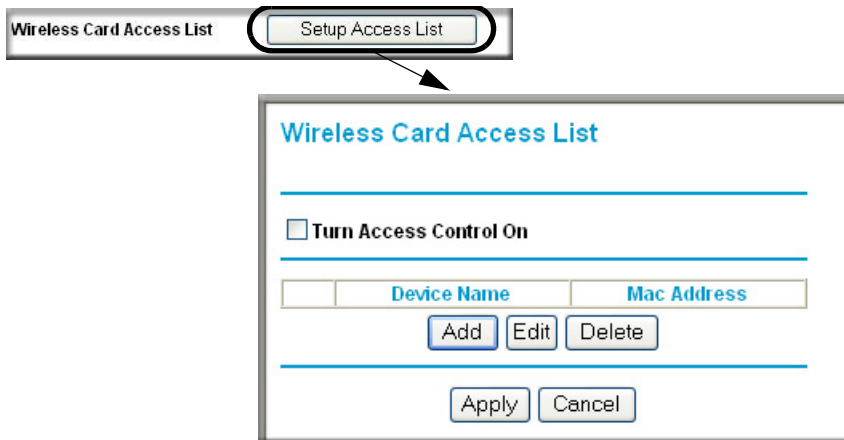 Wireless Card Access List Setup Access List
Wireless Card Access List
Turn Access Control On
Device Name Mac Address
Add Edit Delete
Apply Cancel